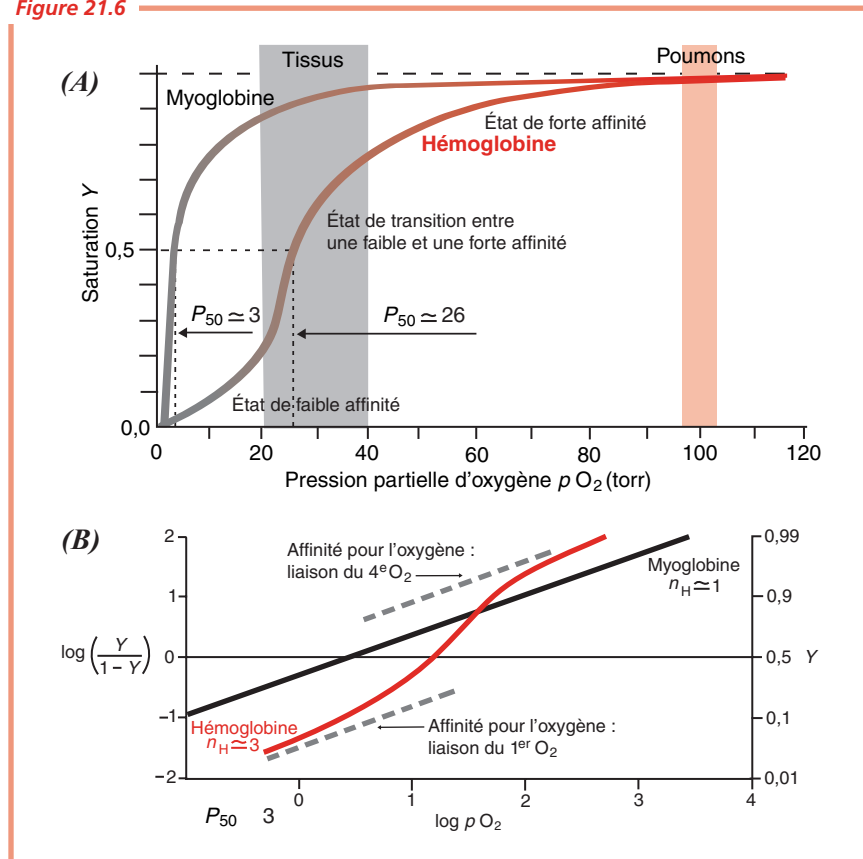 Figure 21.6
(A)
Tissus
Poumons
Myoglobine
État de forte affinité
Hémoglobine
État de transition entre
une faible et une forte affinité
Saturation Y
0,5
P50 ≃ 3
P50 ≃ 26
État de faible affinité
0,0
0 20 40 60 80 100 120
Pression partielle d'oxygène p O2 (torr)
(B)
2
0,99
Affinité pour l'oxygène :
liaison du 4e O2
Myoglobine
nH ≃ 1
1
0,9
log (Y / 1 – Y)
0
0,5 Y
–1
0,1
Hémoglobine
nH ≃ 3
Affinité pour l'oxygène :
liaison du 1er O2
–2
0,01
0 1 2 3 4
P50 3
log p O2